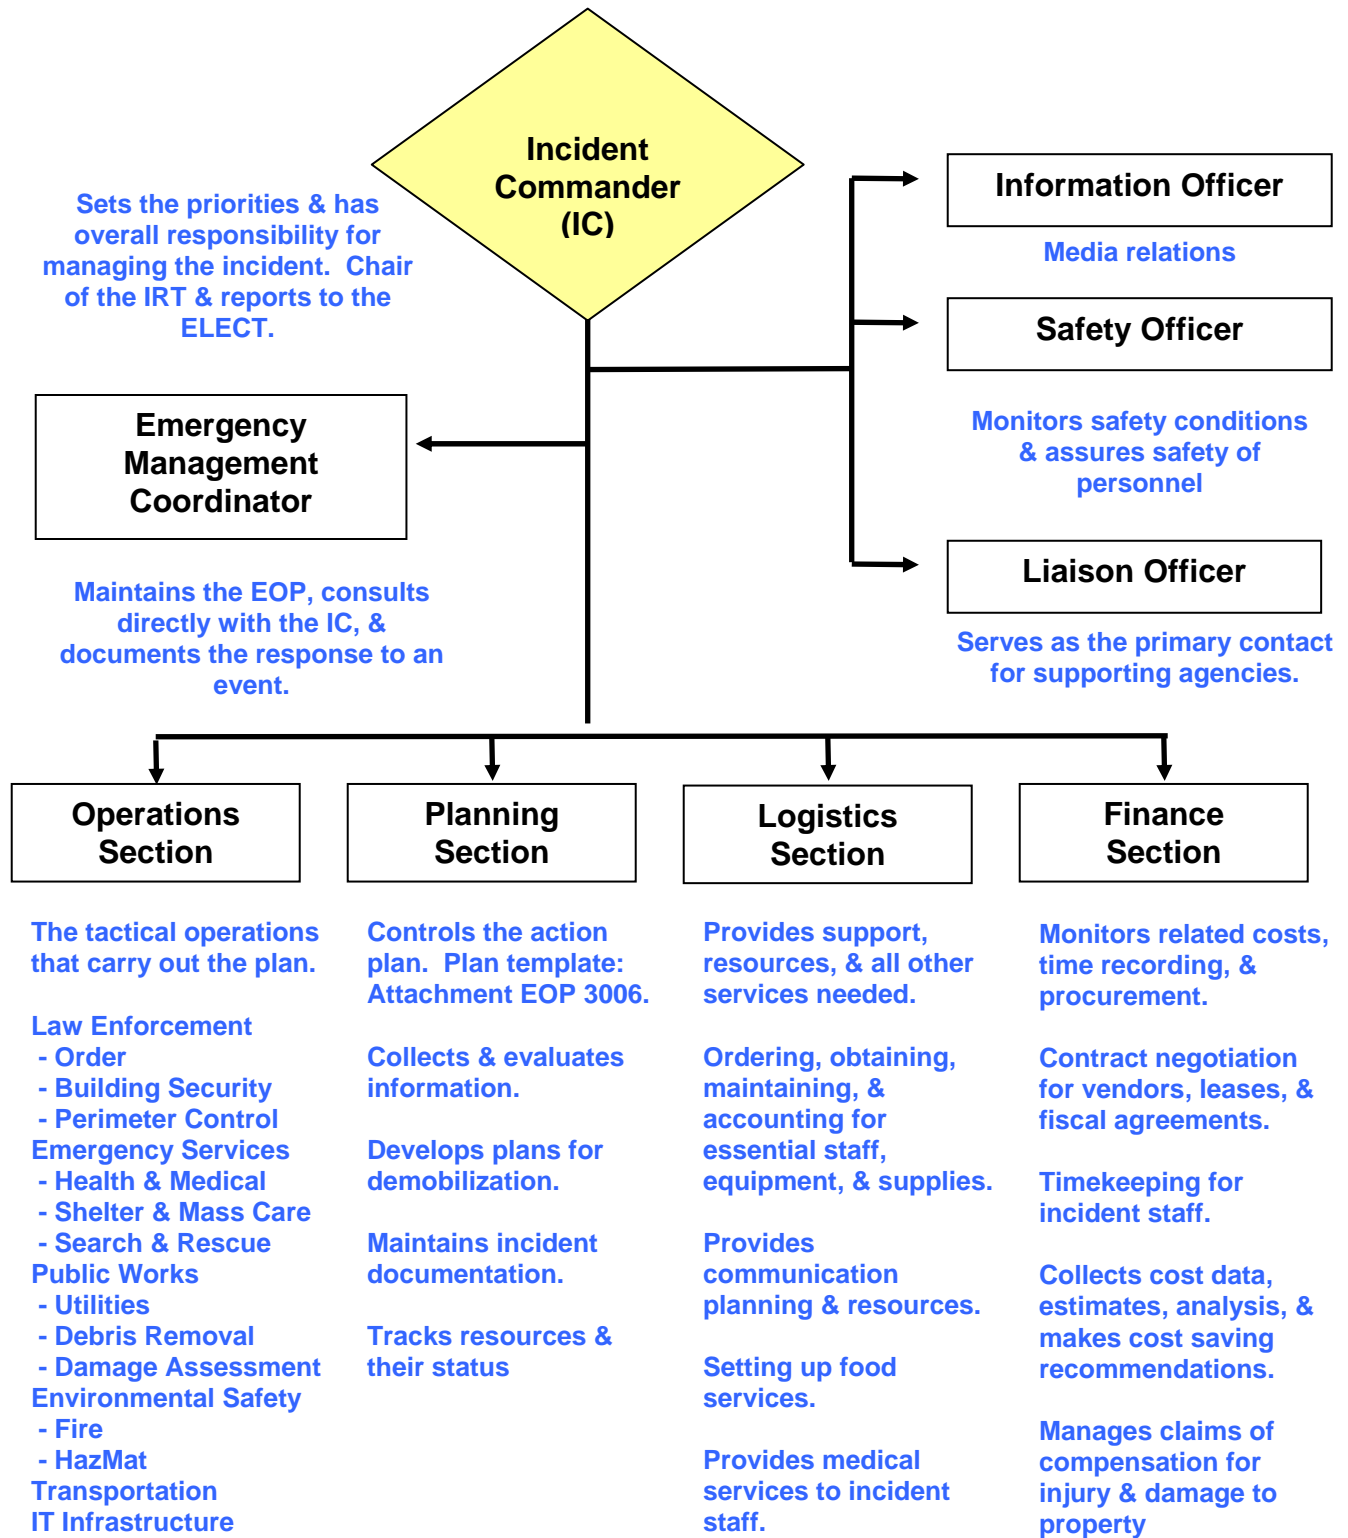 Incident
Commander
(IC)
Sets the priorities & has
overall responsibility for
managing the incident.  Chair
of the IRT & reports to the
ELECT.
Information Officer
Media relations
Safety Officer
Monitors safety conditions
& assures safety of
personnel
Emergency
Management
Coordinator
Maintains the EOP, consults
directly with the IC, &
documents the response to an
event.
Liaison Officer
Serves as the primary contact
for supporting agencies.
Operations
Section
The tactical operations
that carry out the plan.
Law Enforcement
- Order
- Building Security
- Perimeter Control
Emergency Services
- Health & Medical
- Shelter & Mass Care
- Search & Rescue
Public Works
- Utilities
- Debris Removal
- Damage Assessment
Environmental Safety
- Fire
- HazMat
Transportation
IT Infrastructure
Planning
Section
Controls the action
plan.  Plan template:
Attachment EOP 3006.
Collects & evaluates
information.
Develops plans for
demobilization.
Maintains incident
documentation.
Tracks resources &
their status
Logistics
Section
Provides support,
resources, & all other
services needed.
Ordering, obtaining,
maintaining, &
accounting for
essential staff,
equipment, & supplies.
Provides
communication
planning & resources.
Setting up food
services.
Provides medical
services to incident
staff.
Finance
Section
Monitors related costs,
time recording, &
procurement.
Contract negotiation
for vendors, leases, &
fiscal agreements.
Timekeeping for
incident staff.
Collects cost data,
estimates, analysis, &
makes cost saving
recommendations.
Manages claims of
compensation for
injury & damage to
property